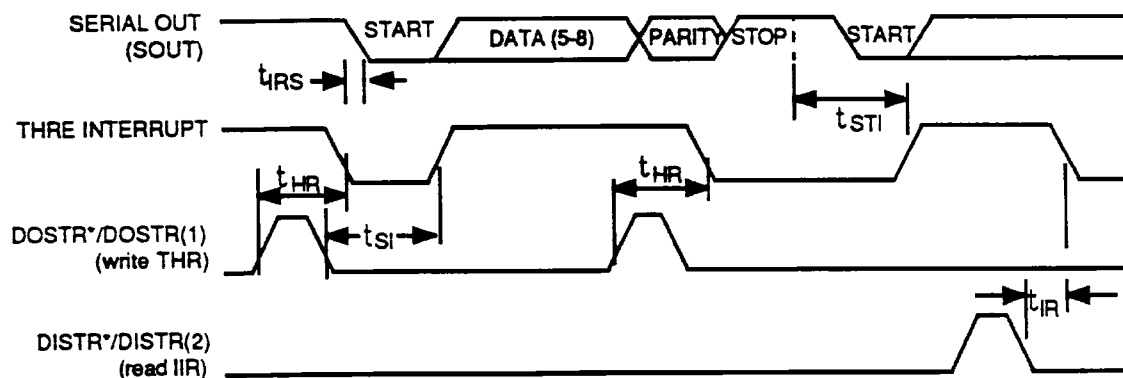 SERIAL OUT
(SOUT)
START
DATA (5-8)
PARITY
STOP
START
tIRS
tSTI
THRE INTERRUPT
tHR
tHR
DOSTR*/DOSTR(1)
(write THR)
tSI
tIR
DISTR*/DISTR(2)
(read IIR)